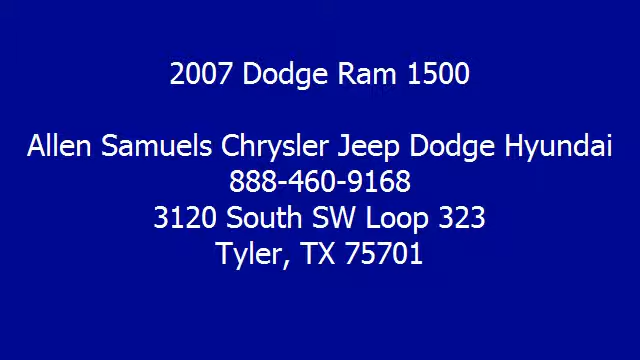 2007 Dodge Ram 1500
Allen Samuels Chrysler Jeep Dodge Hyundai
888-460-9168
3120 South SW Loop 323
Tyler, TX 75701